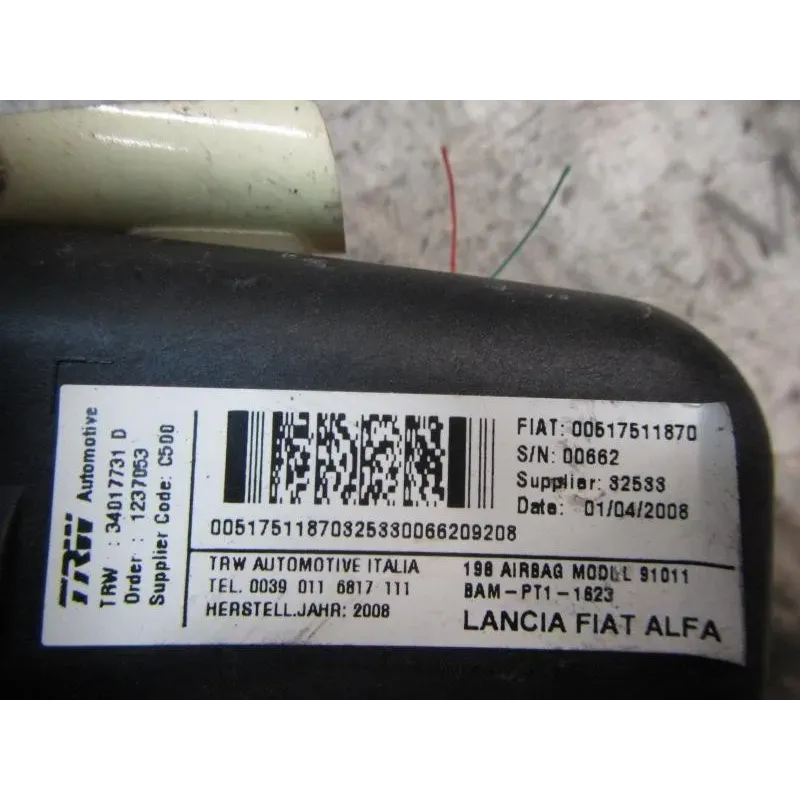 TRW Automotive
TRW : 34017731 D
Order : 1237053
Supplier Code: C500
FIAT: 00517511870
S/N: 00662
Supplier: 32533
Date: 01/04/2008
00517511870325330066209208
TRW AUTOMOTIVE ITALIA
TEL. 0039 011 6817 111
HERSTELL.JAHR: 2008
198 AIRBAG MODUL 91011
BAM-PT1-1623
LANCIA FIAT ALFA